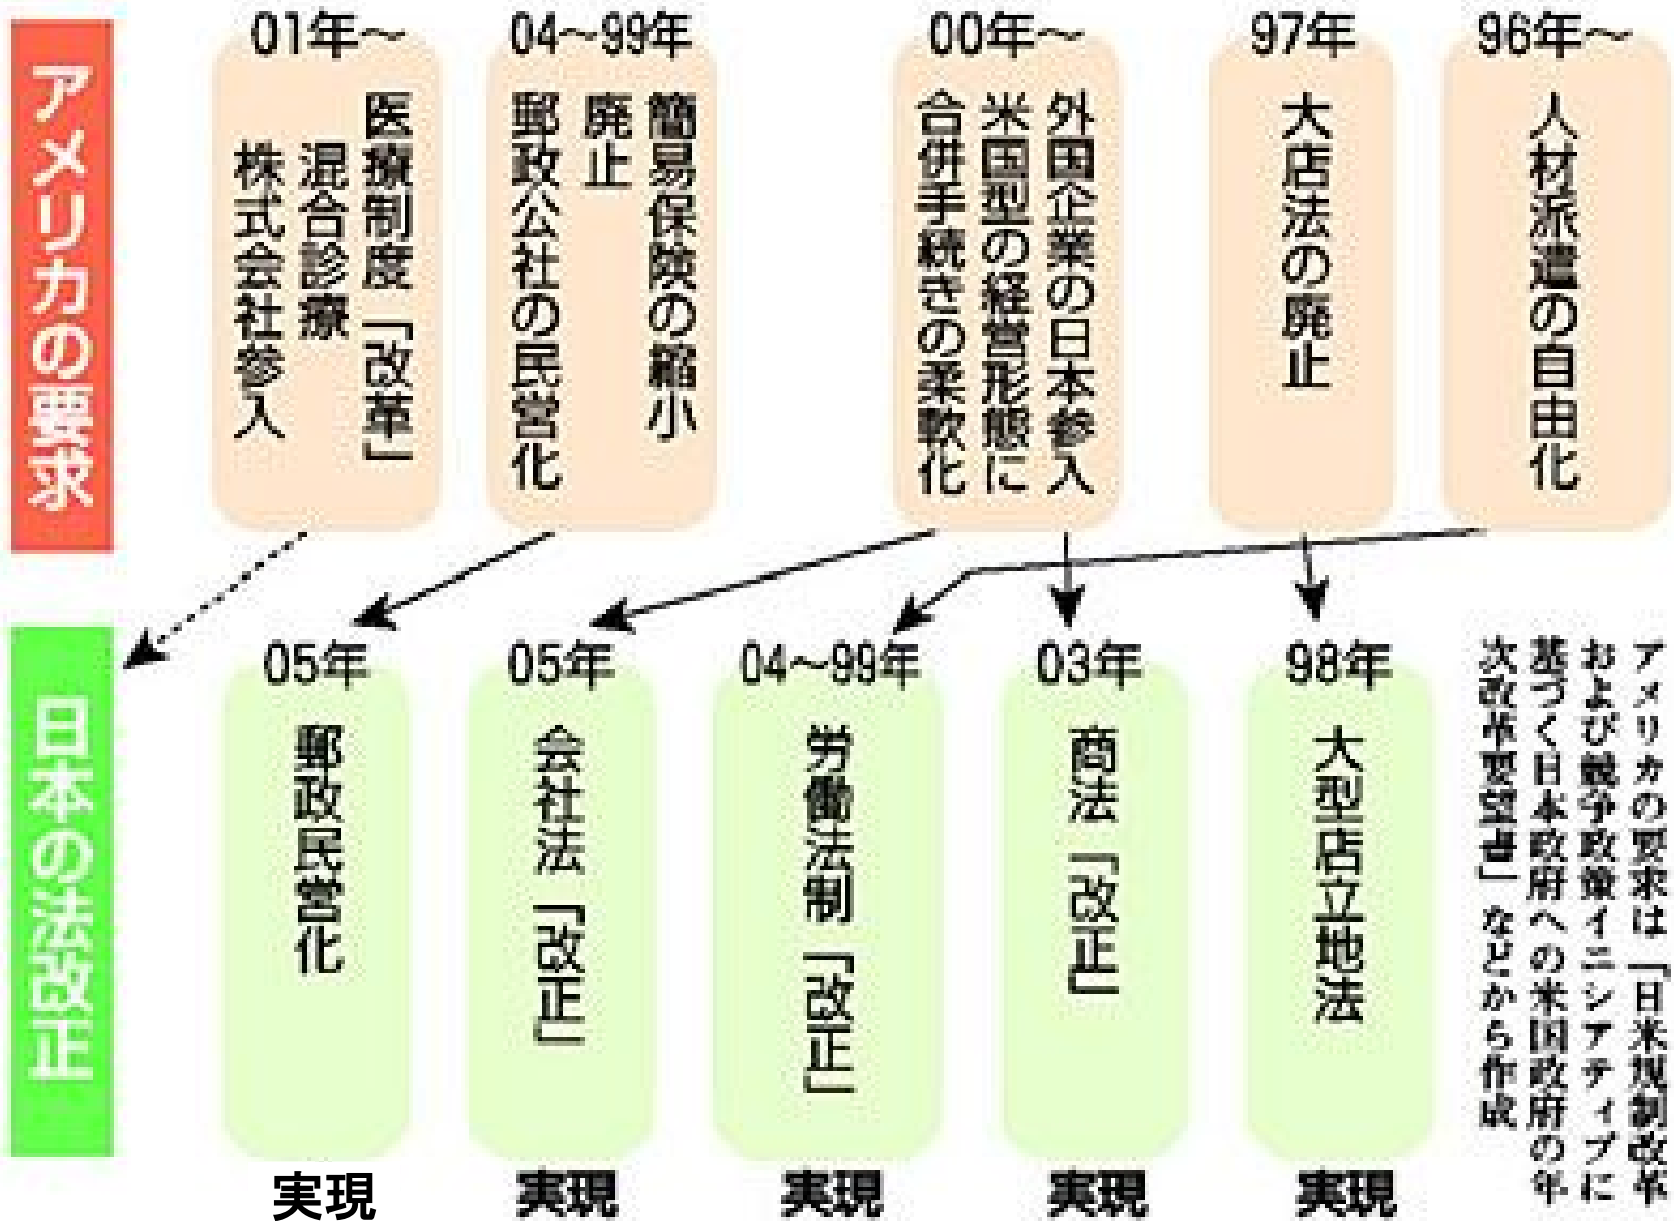 アメリカの要求
96年～
人材派遣の自由化
97年
大店法の廃止
00年～
外国企業の日本参入
米国型の経営形態に
合併手続きの柔軟化
04～99年
簡易保険の縮小
廃止
郵政公社の民営化
01年～
医療制度「改革」
混合診療
株式会社参入
日本の法改正
98年
大型店立地法
実現
03年
商法「改正」
実現
04～99年
労働法制「改正」
実現
05年
会社法「改正」
実現
05年
郵政民営化
実現
アメリカの要求は「日米規制改革
および競争政策イニシアティブに
基づく日本政府への米国政府の年
次改革要望書」などから作成